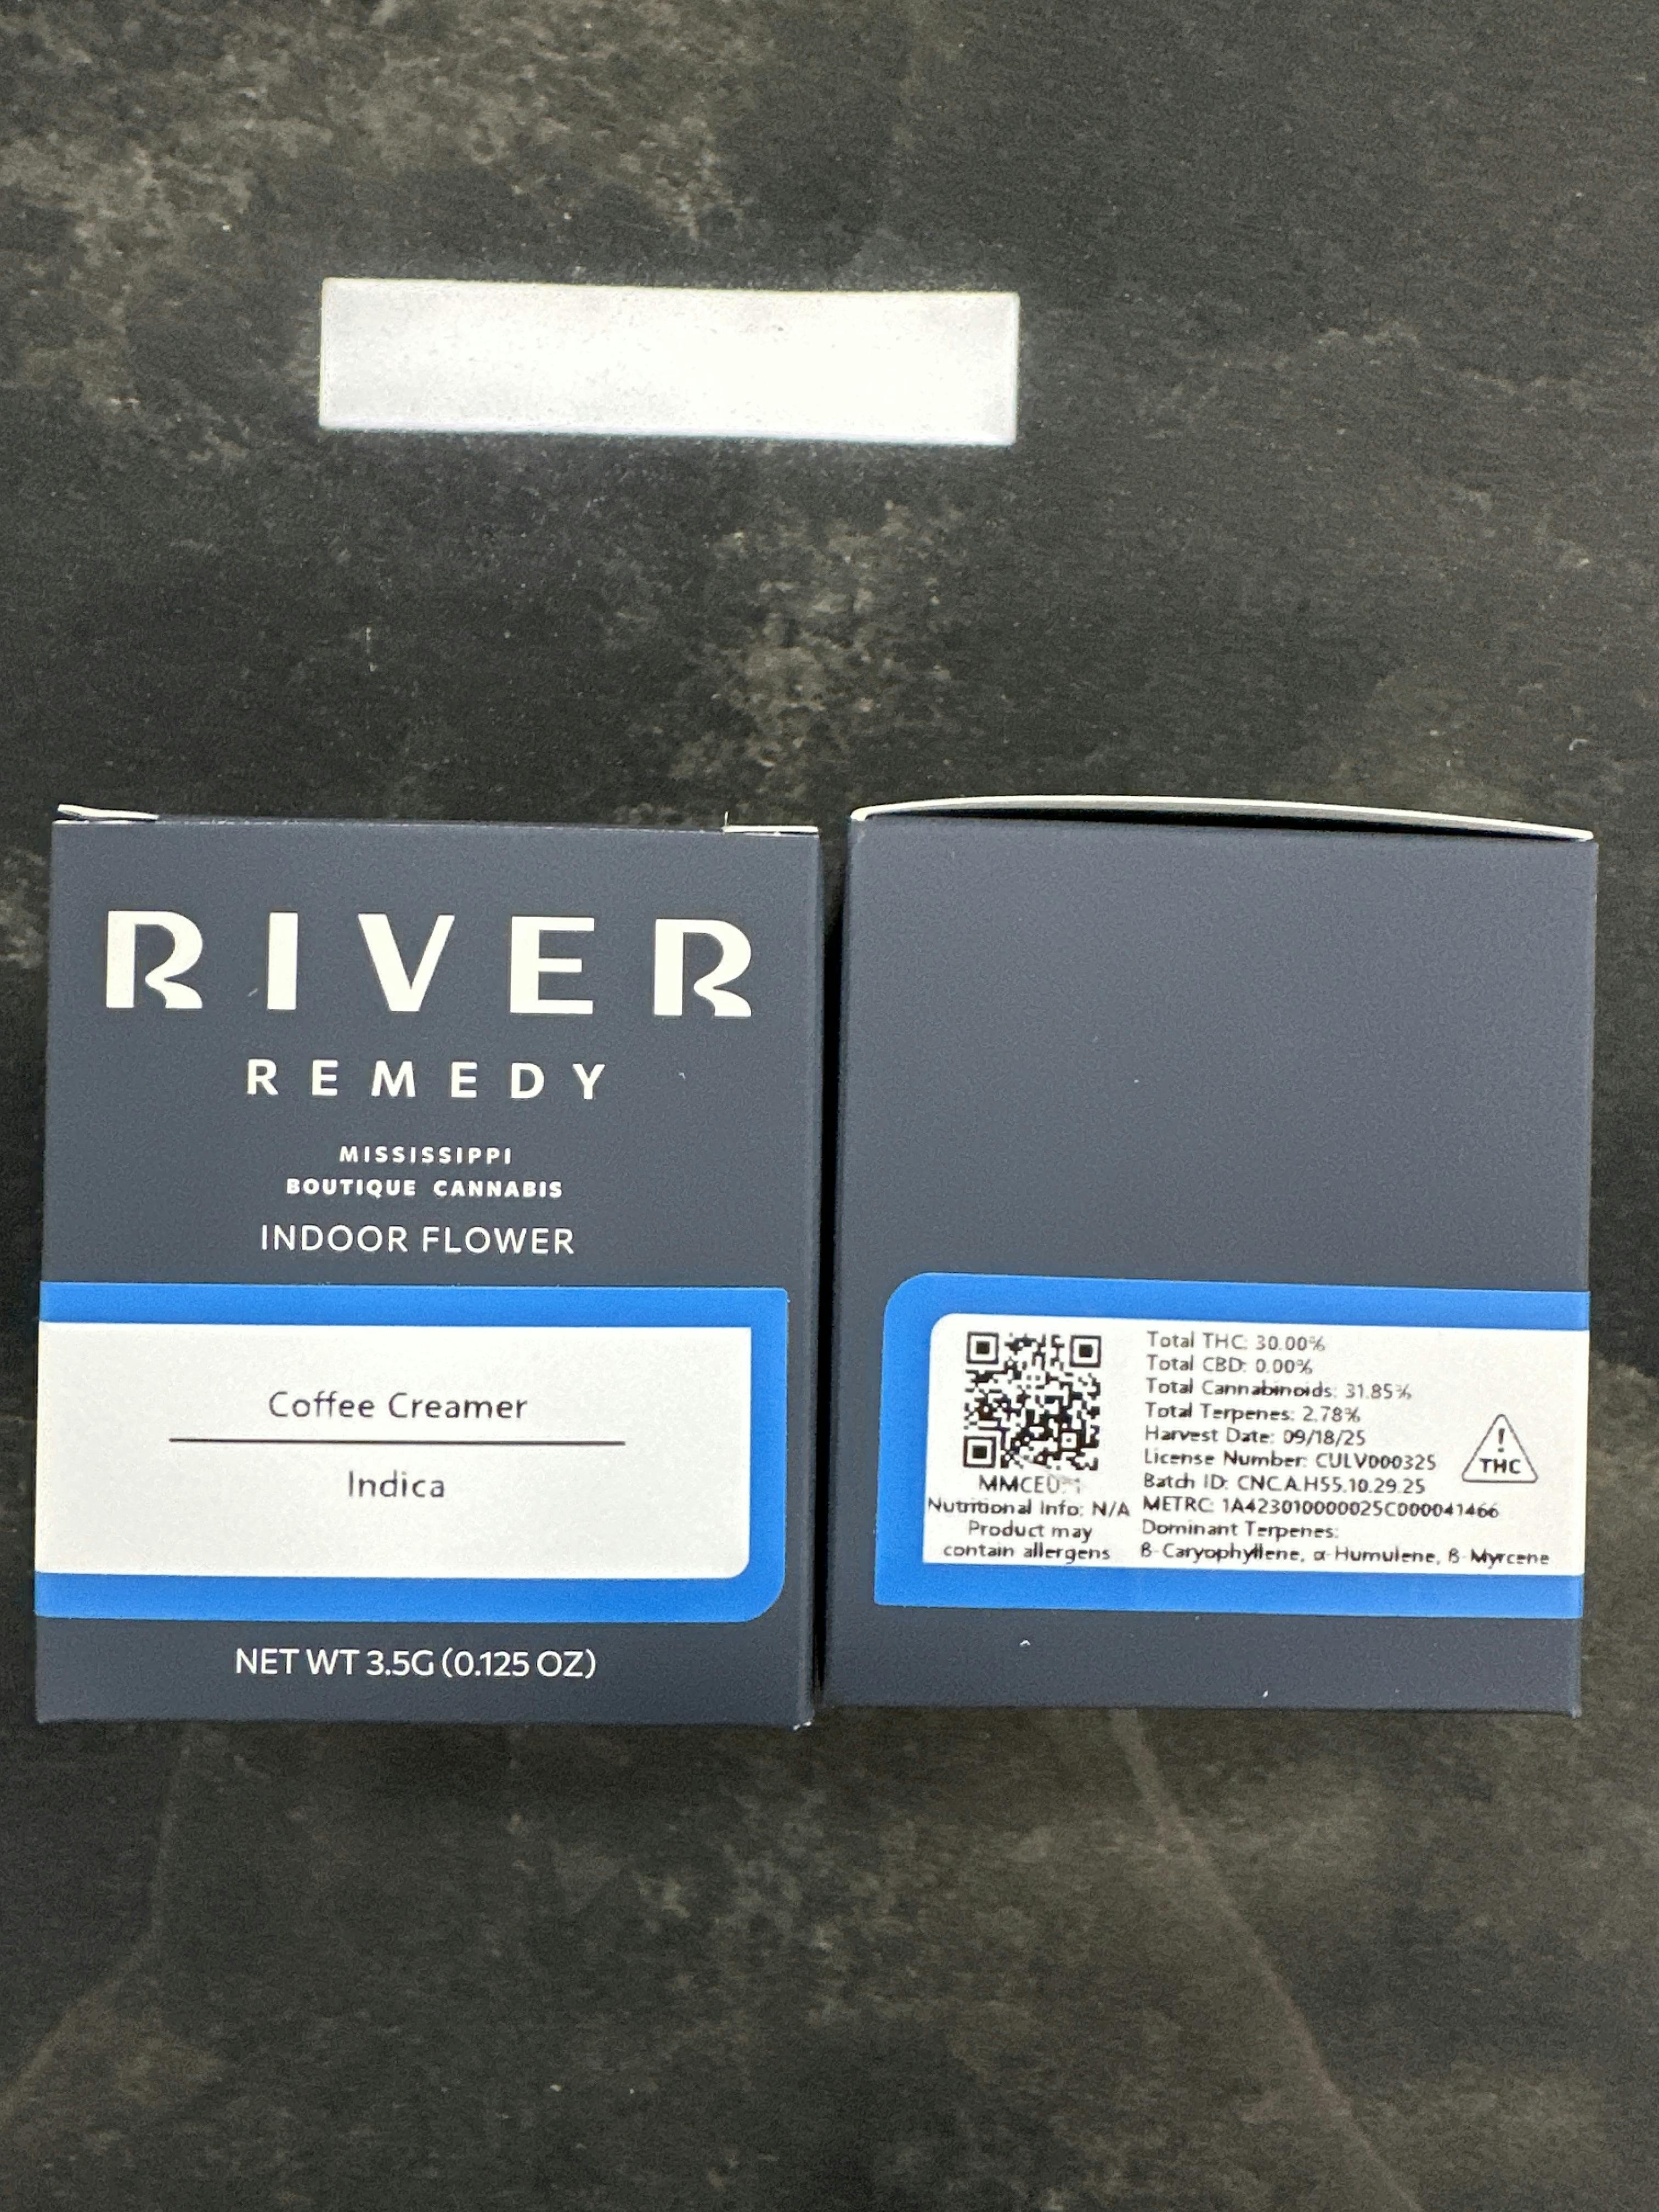 RIVER
REMEDY
MISSISSIPPI
BOUTIQUE CANNABIS
INDOOR FLOWER
Coffee Creamer
Indica
NET WT 3.5G (0.125 OZ)
Nutritional Info: N/A
Product may
contain allergens
Total THC: 30.00%
Total CBD: 0.00%
Total Cannabinoids: 31.85%
Total Terpenes: 2.78%
Harvest Date: 09/18/25
License Number: CULV000325
Batch ID: CNC.A.H55.10.29.25
METRC: 1A423010000025C000041466
Dominant Terpenes:
β-Caryophyllene, α-Humulene, β-Myrcene
!
THC